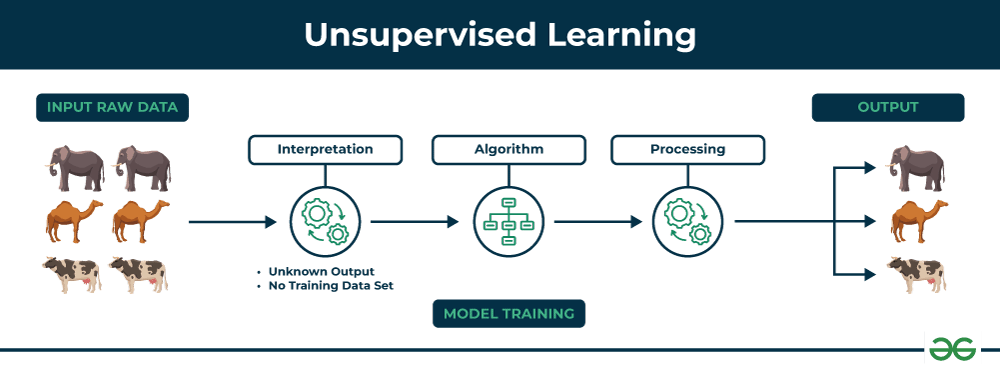 Unsupervised Learning
INPUT RAW DATA
OUTPUT
Interpretation
Algorithm
Processing
• Unknown Output
• No Training Data Set
MODEL TRAINING